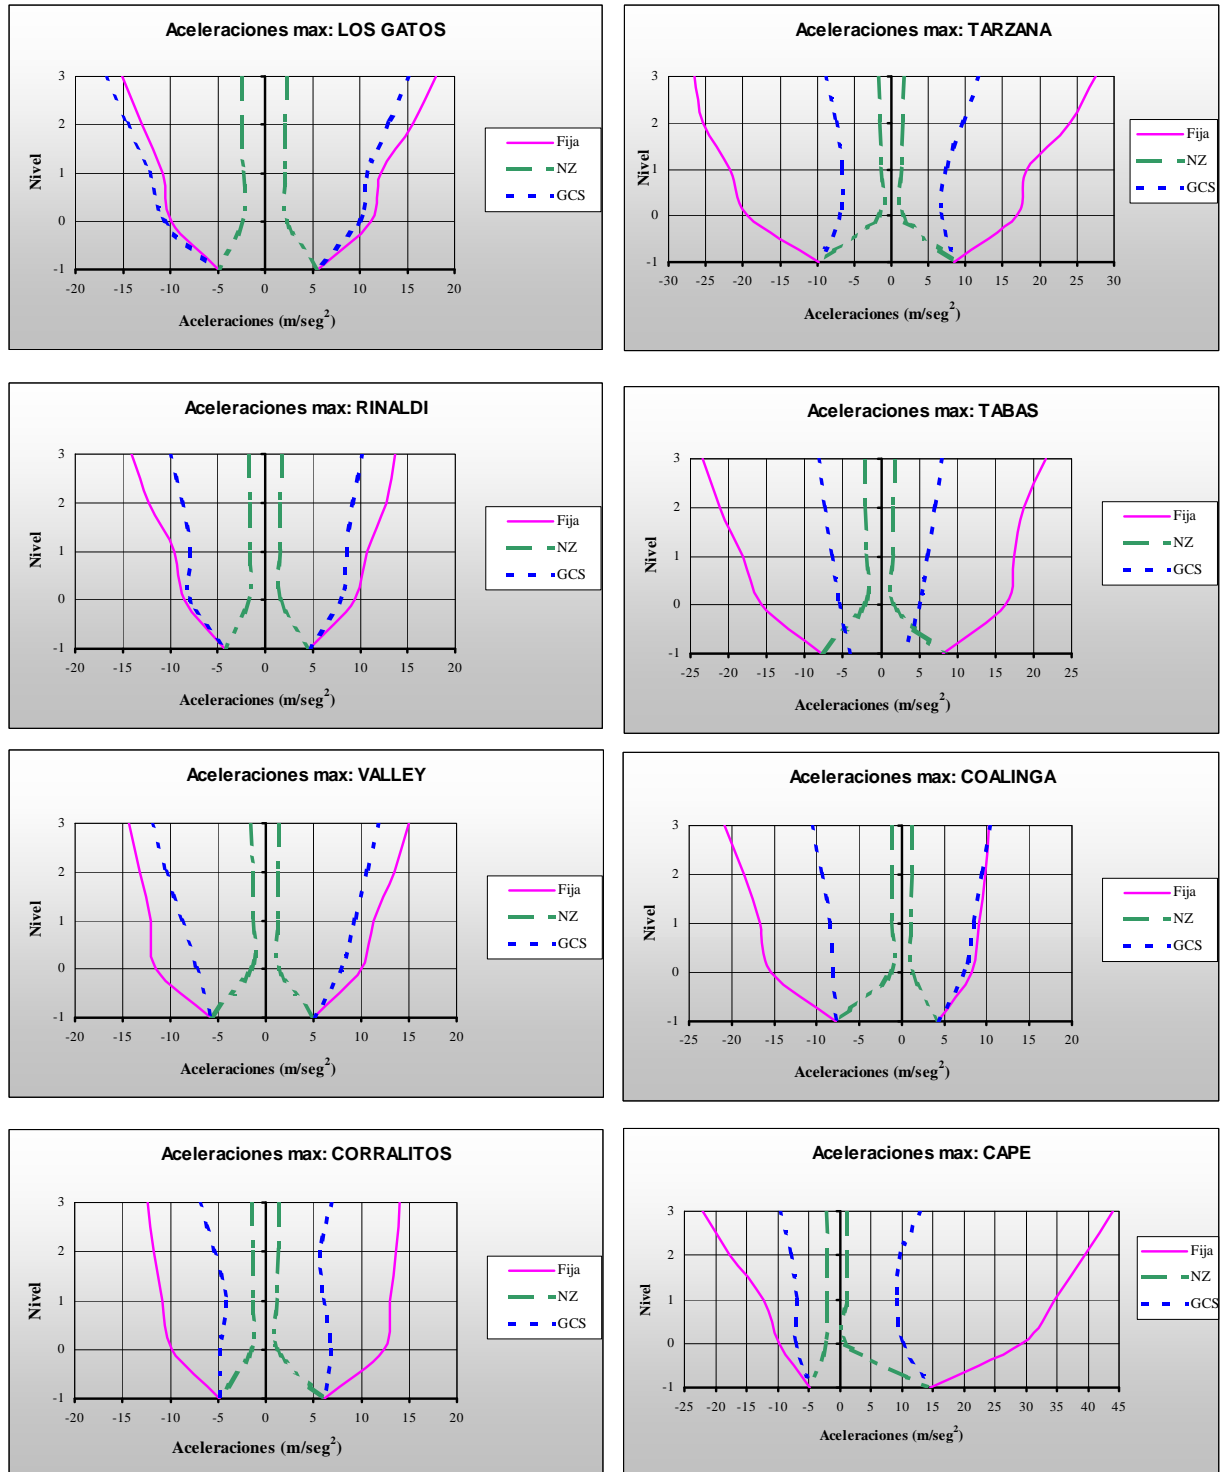 Aceleraciones max: LOS GATOS
Nivel
3
2
1
0
-1
-20 -15 -10 -5 0 5 10 15 20
Aceleraciones (m/seg²)
Fija
NZ
GCS
Aceleraciones max: TARZANA
Nivel
3
2
1
0
-1
-30 -25 -20 -15 -10 -5 0 5 10 15 20 25 30
Aceleraciones (m/seg²)
Fija
NZ
GCS
Aceleraciones max: RINALDI
Nivel
3
2
1
0
-1
-20 -15 -10 -5 0 5 10 15 20
Aceleraciones (m/seg²)
Fija
NZ
GCS
Aceleraciones max: TABAS
Nivel
3
2
1
0
-1
-25 -20 -15 -10 -5 0 5 10 15 20 25
Aceleraciones (m/seg²)
Fija
NZ
GCS
Aceleraciones max: VALLEY
Nivel
3
2
1
0
-1
-20 -15 -10 -5 0 5 10 15 20
Aceleraciones (m/seg²)
Fija
NZ
GCS
Aceleraciones max: COALINGA
Nivel
3
2
1
0
-1
-25 -20 -15 -10 -5 0 5 10 15 20
Aceleraciones (m/seg²)
Fija
NZ
GCS
Aceleraciones max: CORRALITOS
Nivel
3
2
1
0
-1
-20 -15 -10 -5 0 5 10 15 20
Aceleraciones (m/seg²)
Fija
NZ
GCS
Aceleraciones max: CAPE
Nivel
3
2
1
0
-1
-25 -20 -15 -10 -5 0 5 10 15 20 25 30 35 40 45
Aceleraciones (m/seg²)
Fija
NZ
GCS